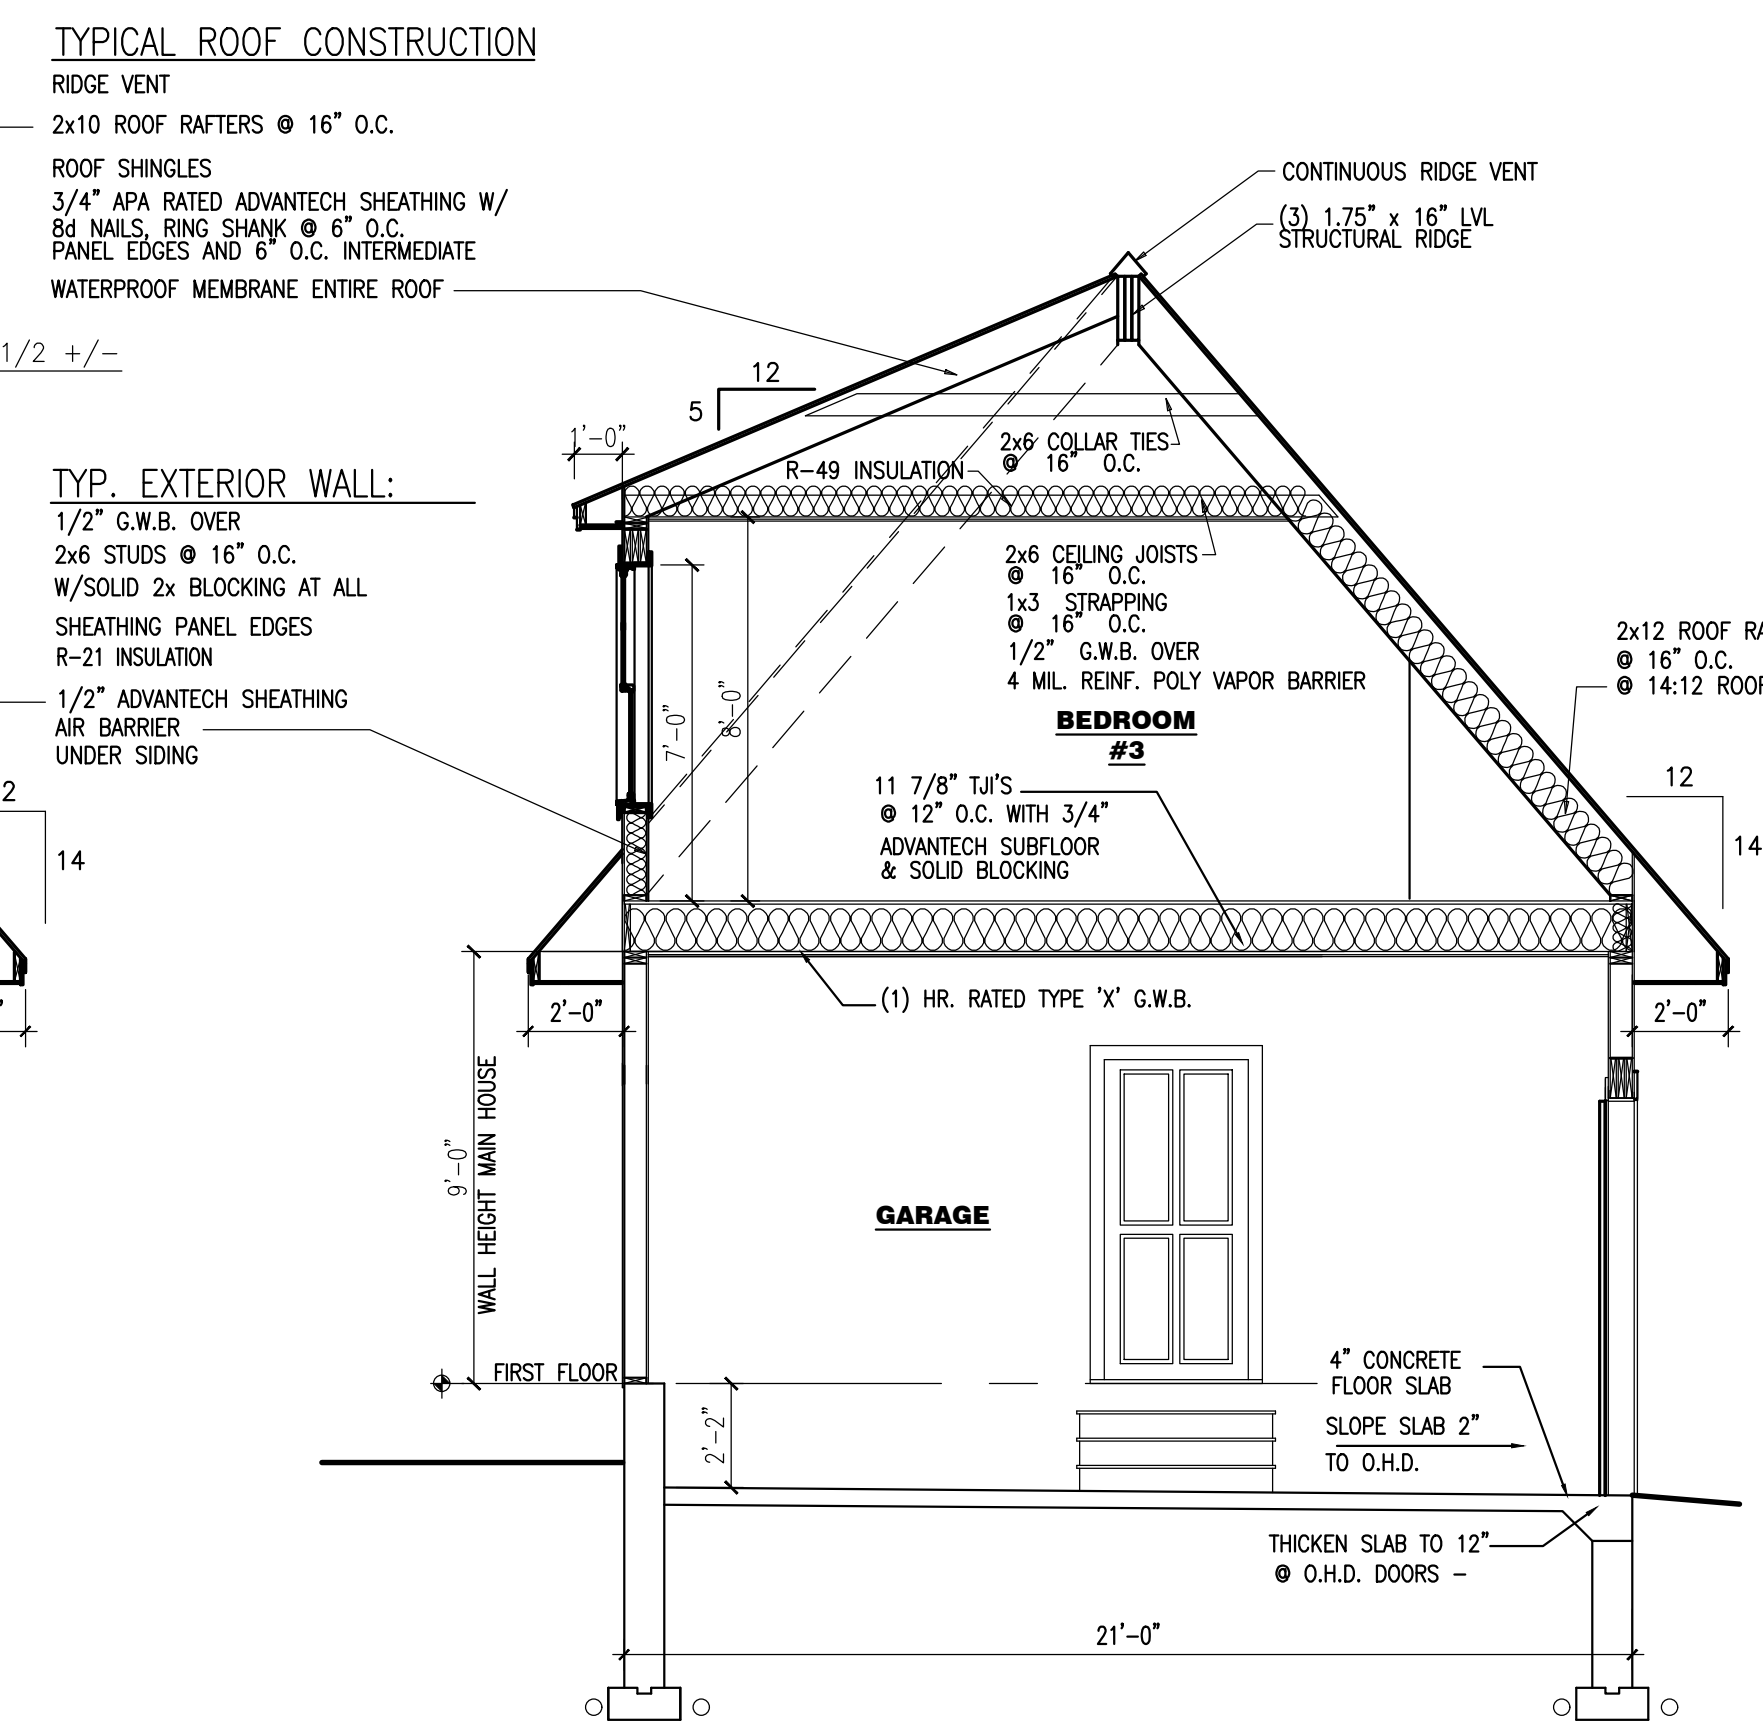 TYPICAL ROOF CONSTRUCTION
RIDGE VENT
2x10 ROOF RAFTERS @ 16" O.C.
ROOF SHINGLES
3/4" APA RATED ADVANTECH SHEATHING W/
8d NAILS, RING SHANK @ 6" O.C.
PANEL EDGES AND 6" O.C. INTERMEDIATE
WATERPROOF MEMBRANE ENTIRE ROOF
1/2 +/-
CONTINUOUS RIDGE VENT
(3) 1.75" x 16" LVL
STRUCTURAL RIDGE
12
5
1'-0"
2x6 COLLAR TIES
@ 16" O.C.
R-49 INSULATION
TYP. EXTERIOR WALL:
1/2" G.W.B. OVER
2x6 STUDS @ 16" O.C.
W/SOLID 2x BLOCKING AT ALL
SHEATHING PANEL EDGES
R-21 INSULATION
1/2" ADVANTECH SHEATHING
AIR BARRIER
UNDER SIDING
2
14
2x6 CEILING JOISTS
@ 16" O.C.
1x3 STRAPPING
@ 16" O.C.
1/2" G.W.B. OVER
4 MIL. REINF. POLY VAPOR BARRIER
BEDROOM
#3
7'-0"
8'-0"
2x12 ROOF RA
@ 16" O.C.
@ 14:12 ROO
12
14
11 7/8" TJI'S
@ 12" O.C. WITH 3/4"
ADVANTECH SUBFLOOR
& SOLID BLOCKING
(1) HR. RATED TYPE 'X' G.W.B.
2'-0"
2'-0"
9'-0"
WALL HEIGHT MAIN HOUSE
GARAGE
FIRST FLOOR
2'-2"
4" CONCRETE
FLOOR SLAB
SLOPE SLAB 2"
TO O.H.D.
THICKEN SLAB TO 12"
@ O.H.D. DOORS -
21'-0"